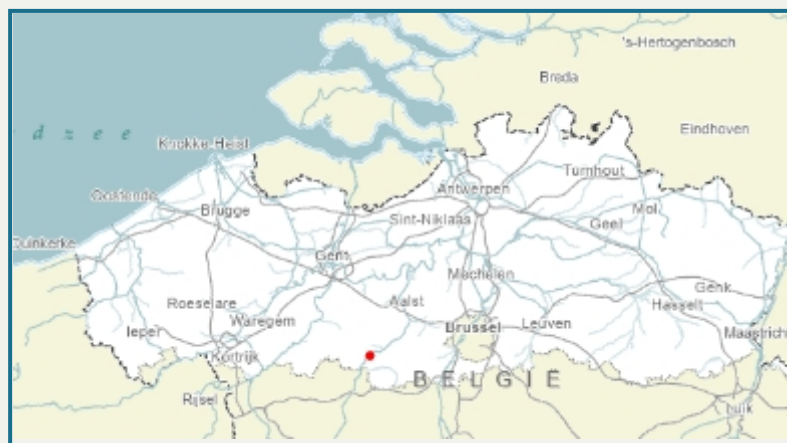 's-Hertogenbosch
Breda
d z e e
Eindhoven
Knokke-Heist
Turnhout
Antwerpen
Oostende
Mol
Brugge
Sint-Niklaas
Geel
Duinkerke
Gent
Mechelen
Genk
Roeselare
Aalst
Hasselt
Waregem
Brussel
Leuven
Ieper
Maastrich
Kortrijk
BELGIË
Rijsel
Luik